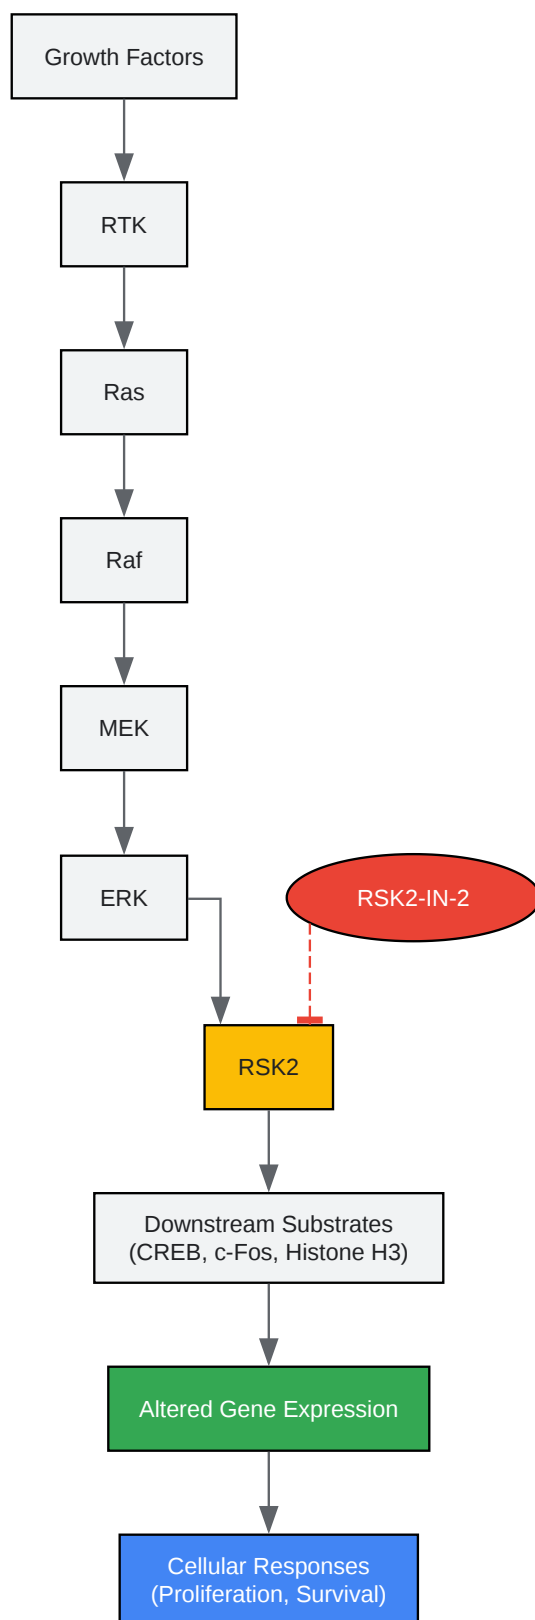 Growth Factors
RTK
Ras
Raf
MEK
ERK
RSK2-IN-2
RSK2
Downstream Substrates
(CREB, c-Fos, Histone H3)
Altered Gene Expression
Cellular Responses
(Proliferation, Survival)